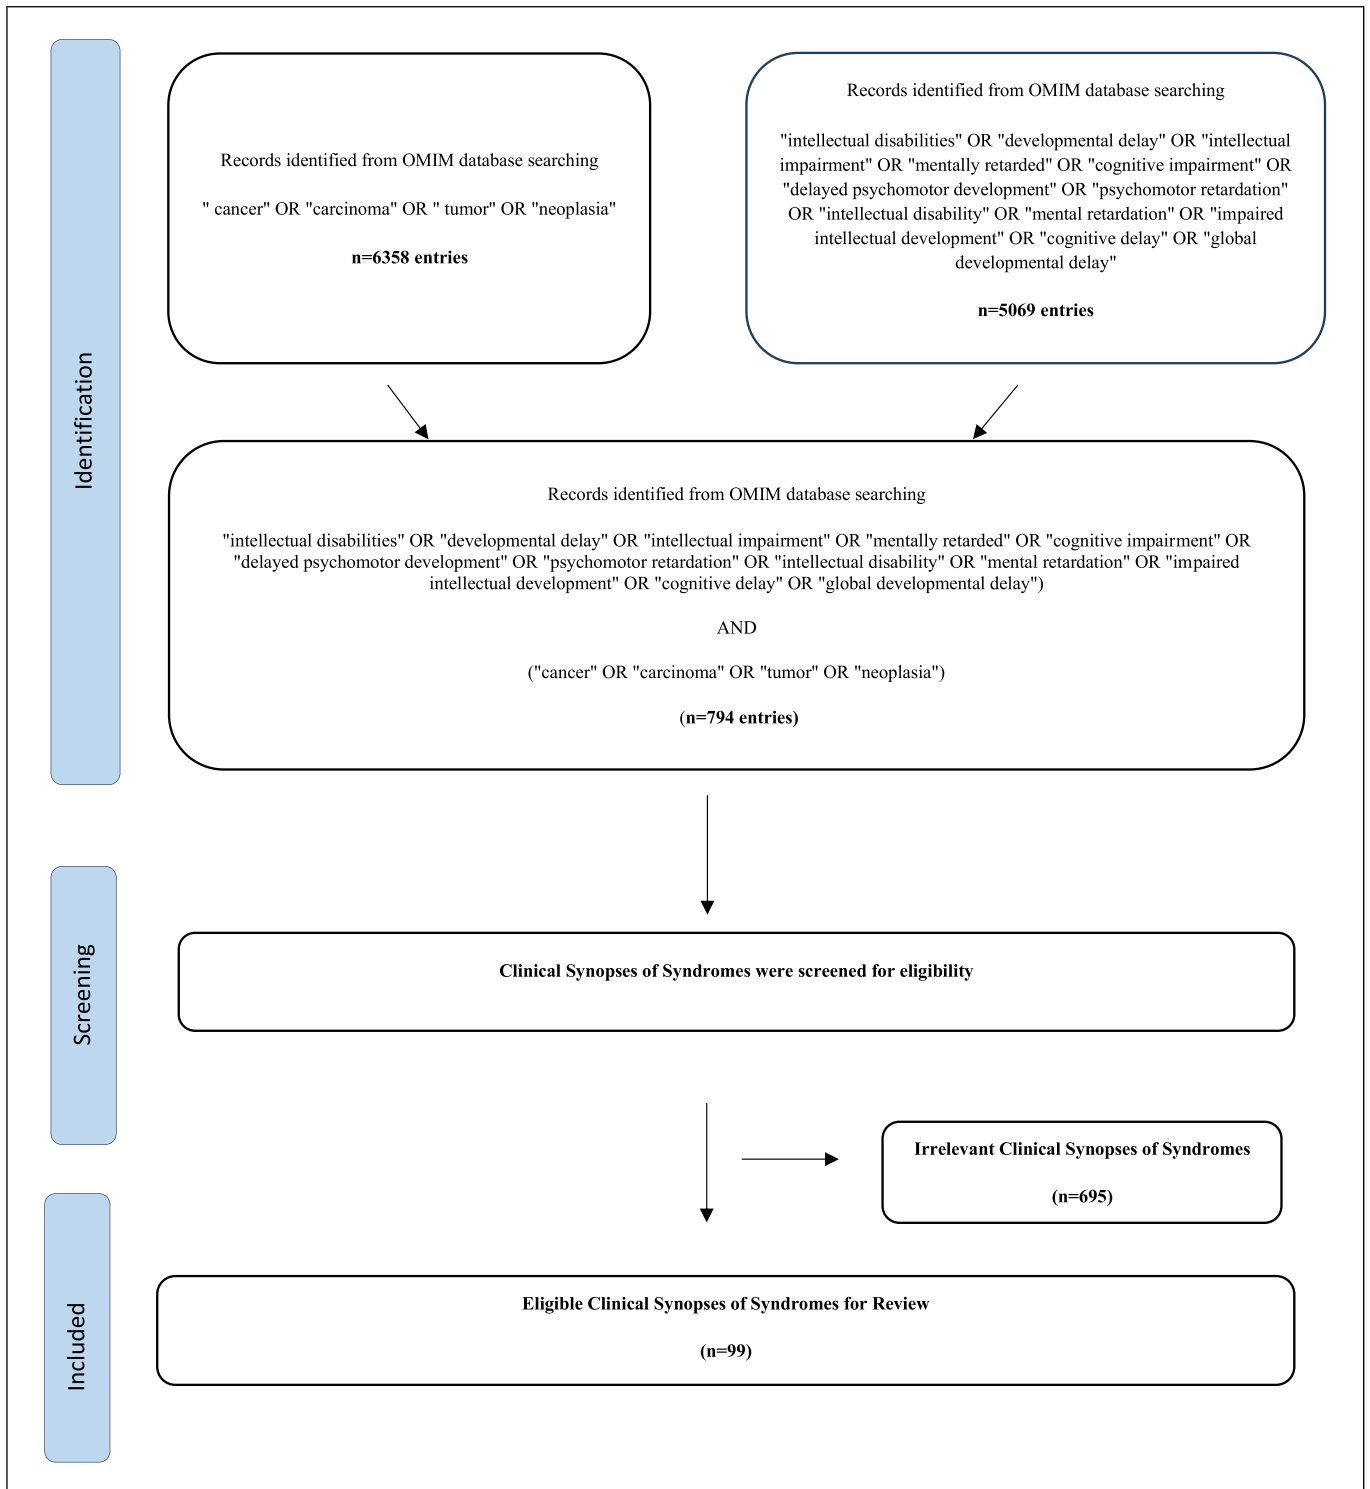 Identification
Records identified from OMIM database searching
" cancer" OR "carcinoma" OR " tumor" OR "neoplasia"
n=6358 entries
Records identified from OMIM database searching
"intellectual disabilities" OR "developmental delay" OR "intellectual
impairment" OR "mentally retarded" OR "cognitive impairment" OR
"delayed psychomotor development" OR "psychomotor retardation"
OR "intellectual disability" OR "mental retardation" OR "impaired
intellectual development" OR "cognitive delay" OR "global
developmental delay"
n=5069 entries
Records identified from OMIM database searching
"intellectual disabilities" OR "developmental delay" OR "intellectual impairment" OR "mentally retarded" OR "cognitive impairment" OR
"delayed psychomotor development" OR "psychomotor retardation" OR "intellectual disability" OR "mental retardation" OR "impaired
intellectual development" OR "cognitive delay" OR "global developmental delay")
AND
("cancer" OR "carcinoma" OR "tumor" OR "neoplasia")
(n=794 entries)
Screening
Clinical Synopses of Syndromes were screened for eligibility
Irrelevant Clinical Synopses of Syndromes
(n=695)
Included
Eligible Clinical Synopses of Syndromes for Review
(n=99)